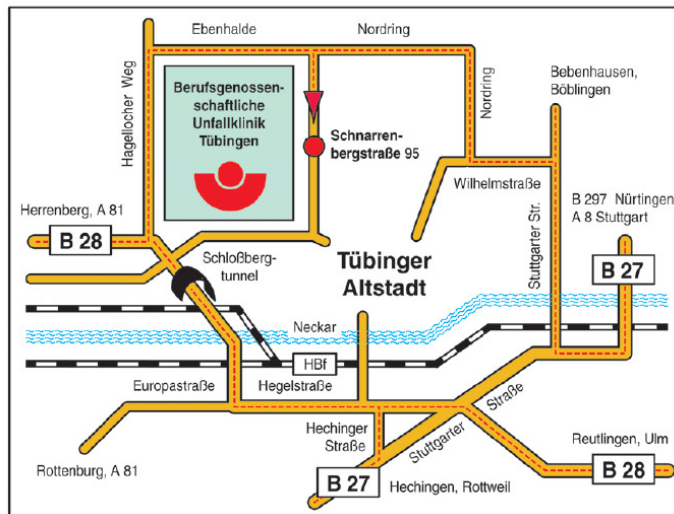 Ebenhalde
Nordring
Hagellocher Weg
Berufsgenossen-
schaftliche
Unfallklinik
Tübingen
Nordring
Bebenhausen,
Böblingen
Schnarren-
bergstraße 95
Wilhelmstraße
B 297 Nürtingen
A 8 Stuttgart
Herrenberg, A 81
B 28
Schloßberg-
tunnel
Tübinger
Altstadt
Stuttgarter Str.
B 27
Neckar
HBf
Europastraße
Hegelstraße
Hechinger
Straße
Stuttgarter
Straße
Reutlingen, Ulm
B 28
Rottenburg, A 81
B 27
Hechingen, Rottweil